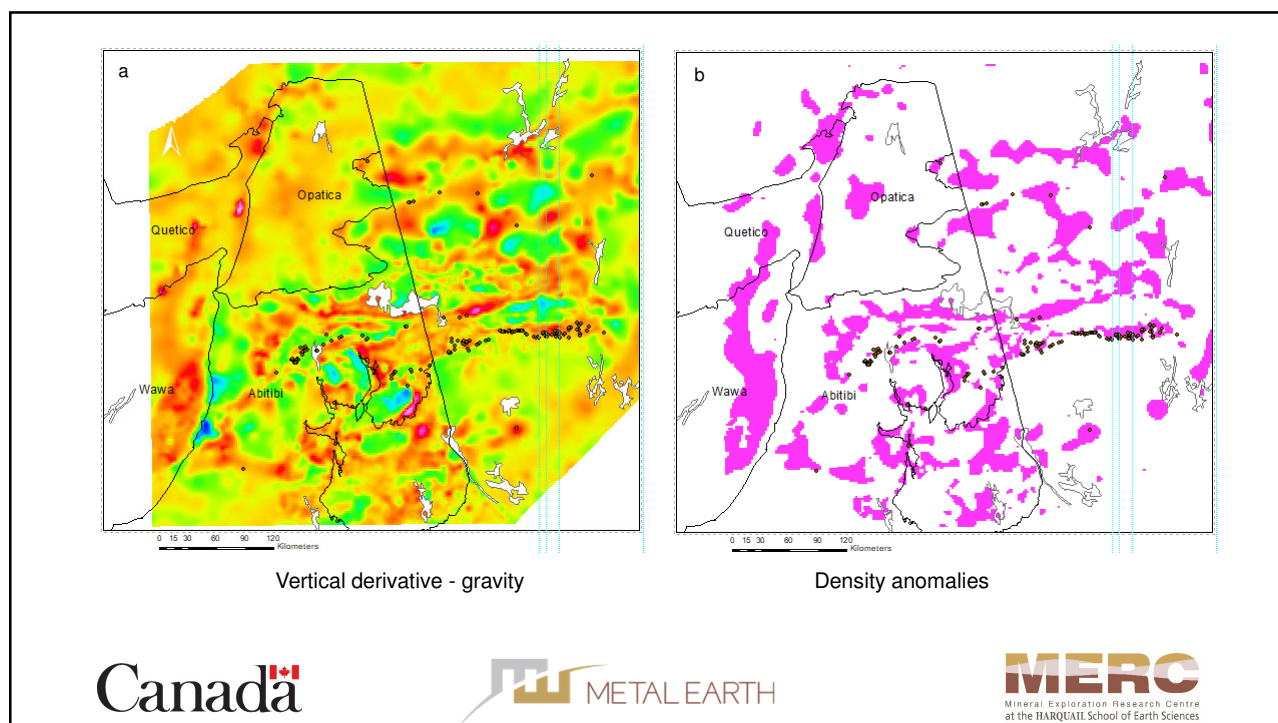 a
Opatica
Quetico
Wawa
Abitibi
0 15 30 60 90 120
Kilometers
Vertical derivative - gravity
b
Opatica
Quetico
Wawa
Abitibi
0 15 30 60 90 120
Kilometers
Density anomalies
Canada
METAL EARTH
MERC
Mineral Exploration Research Centre
at the HARQUAIL School of Earth Sciences